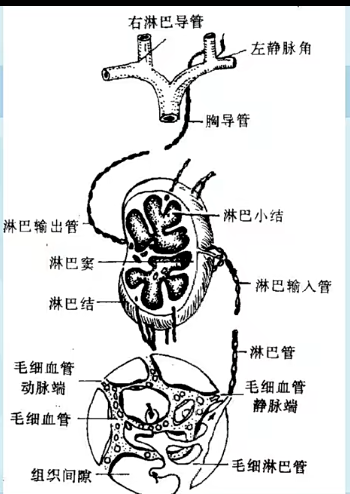 右淋巴导管
左静脉角
胸导管
淋巴小结
淋巴输出管
淋巴窦
淋巴输入管
淋巴结
淋巴管
毛细血管
动脉端
毛细血管
静脉端
毛细血管
毛细淋巴管
组织间隙